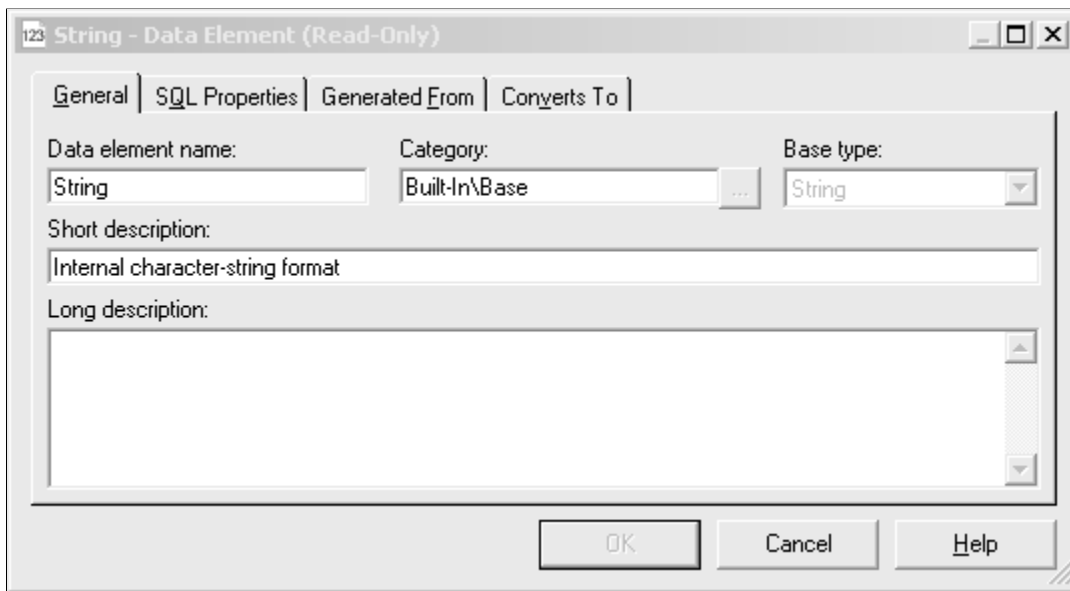 123 String - Data Element (Read-Only)
General SQL Properties Generated From Converts To
Data element name: Category: Base type:
String Built-In\Base ... String
Short description:
Internal character-string format
Long description:
OK Cancel Help